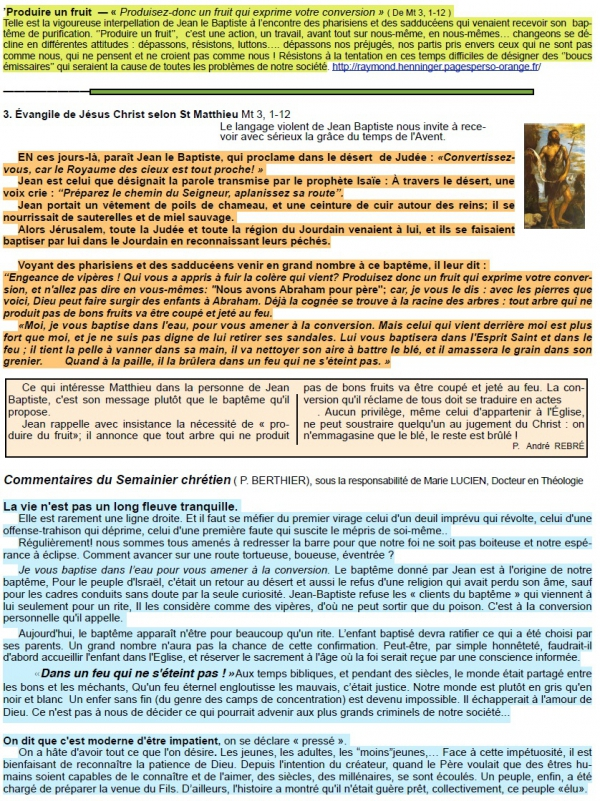 "Produire un fruit — « Produisez-donc un fruit qui exprime votre conversion » ( De Mt 3, 1-12 )
Telle est la vigoureuse interpellation de Jean le Baptiste à l'encontre des pharisiens et des sadducéens qui venaient recevoir son bap-
tême de purification. "Produire un fruit", c'est une action, un travail, avant tout sur nous-même, en nous-mêmes… changeons se dé-
cline en différentes attitudes : dépassons, résistons, luttons…. dépassons nos préjugés, nos partis pris envers ceux qui ne sont pas
comme nous, qui ne pensent et ne croient pas comme nous ! Résistons à la tentation en ces temps difficiles de désigner des "boucs
émissaires" qui seraient la cause de toutes les problèmes de notre société. http://raymond.henninger.pagesperso-orange.fr/
3. Évangile de Jésus Christ selon St Matthieu Mt 3, 1-12
Le langage violent de Jean Baptiste nous invite à rece-
voir avec sérieux la grâce du temps de l'Avent.
EN ces jours-là, paraît Jean le Baptiste, qui proclame dans le désert de Judée : «Convertissez-
vous, car le Royaume des cieux est tout proche! »
Jean est celui que désignait la parole transmise par le prophète Isaïe : À travers le désert, une
voix crie : "Préparez le chemin du Seigneur, aplanissez sa route".
Jean portait un vêtement de poils de chameau, et une ceinture de cuir autour des reins; il se
nourrissait de sauterelles et de miel sauvage.
Alors Jérusalem, toute la Judée et toute la région du Jourdain venaient à lui, et ils se faisaient
baptiser par lui dans le Jourdain en reconnaissant leurs péchés.
Voyant des pharisiens et des sadducéens venir en grand nombre à ce baptême, il leur dit :
"Engeance de vipères ! Qui vous a appris à fuir la colère qui vient? Produisez donc un fruit qui exprime votre conver-
sion, et n'allez pas dire en vous-mêmes: "Nous avons Abraham pour père"; car, je vous le dis : avec les pierres que
voici, Dieu peut faire surgir des enfants à Abraham. Déjà la cognée se trouve à la racine des arbres : tout arbre qui ne
produit pas de bons fruits va être coupé et jeté au feu.
«Moi, je vous baptise dans l'eau, pour vous amener à la conversion. Mais celui qui vient derrière moi est plus
fort que moi, et je ne suis pas digne de lui retirer ses sandales. Lui vous baptisera dans l'Esprit Saint et dans le
feu ; il tient la pelle à vanner dans sa main, il va nettoyer son aire à battre le blé, et il amassera le grain dans son
grenier. Quand à la paille, il la brûlera dans un feu qui ne s'éteint pas. »
Ce qui intéresse Matthieu dans la personne de Jean
Baptiste, c'est son message plutôt que le baptême qu'il
propose.
Jean rappelle avec insistance la nécessité de « pro-
duire du fruit»; il annonce que tout arbre qui ne produit
pas de bons fruits va être coupé et jeté au feu. La con-
version qu'il réclame de tous doit se traduire en actes
. Aucun privilège, même celui d'appartenir à l'Église,
ne peut soustraire quelqu'un au jugement du Christ : on
n'emmagasine que le blé, le reste est brûlé !
P. André REBRÉ
Commentaires du Semainier chrétien ( P. BERTHIER), sous la responsabilité de Marie LUCIEN, Docteur en Théologie
La vie n'est pas un long fleuve tranquille.
Elle est rarement une ligne droite. Et il faut se méfier du premier virage celui d'un deuil imprévu qui révolte, celui d'une
offense-trahison qui déprime, celui d'une première faute qui suscite le mépris de soi-même..
Régulièrement! nous sommes tous amenés à redresser la barre pour que notre foi ne soit pas boiteuse et notre espé-
rance à éclipse. Comment avancer sur une route tortueuse, boueuse, éventrée ?
Je vous baptise dans l'eau pour vous amener à la conversion. Le baptême donné par Jean est à l'origine de notre
baptême, Pour le peuple d'Israël, c'était un retour au désert et aussi le refus d'une religion qui avait perdu son âme, sauf
pour les cadres conduits sans doute par la seule curiosité. Jean-Baptiste refuse les « clients du baptême » qui viennent à
lui seulement pour un rite, Il les considère comme des vipères, d'où ne peut sortir que du poison. C'est à la conversion
personnelle qu'il appelle.
Aujourd'hui, le baptême apparaît n'être pour beaucoup qu'un rite. L'enfant baptisé devra ratifier ce qui a été choisi par
ses parents. Un grand nombre n'aura pas la chance de cette confirmation. Peut-être, par simple honnêteté, faudrait-il
d'abord accueillir l'enfant dans l'Eglise, et réserver le sacrement à l'âge où la foi serait reçue par une conscience informée.
« Dans un feu qui ne s'éteint pas ! »Aux temps bibliques, et pendant des siècles, le monde était partagé entre
les bons et les méchants, Qu'un feu éternel engloutisse les mauvais, c'était justice. Notre monde est plutôt en gris qu'en
noir et blanc Un enfer sans fin (du genre des camps de concentration) est devenu impossible. Il échapperait à l'amour de
Dieu. Ce n'est pas à nous de décider ce qui pourrait advenir aux plus grands criminels de notre société...
On dit que c'est moderne d'être impatient, on se déclare « pressé ».
On a hâte d'avoir tout ce que l'on désire. Les jeunes, les adultes, les "moins"jeunes,… Face à cette impétuosité, il est
bienfaisant de reconnaître la patience de Dieu. Depuis l'intention du créateur, quand le Père voulait que des êtres hu-
mains soient capables de le connaître et de l'aimer, des siècles, des millénaires, se sont écoulés. Un peuple, enfin, a été
chargé de préparer la venue du Fils. D'ailleurs, l'histoire a montré qu'il n'était guère prêt, collectivement, ce peuple «élu».